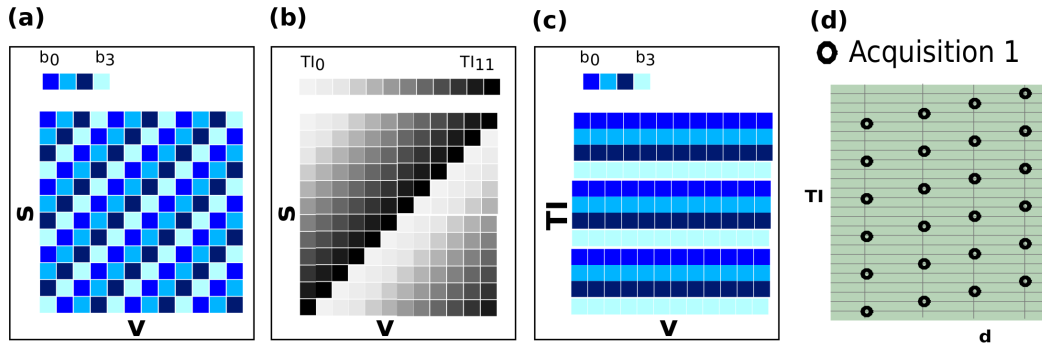 (a)
b0 b3
S
V
(b)
TI0 TI11
S
V
(c)
b0 b3
TI
V
(d)
Acquisition 1
TI
d